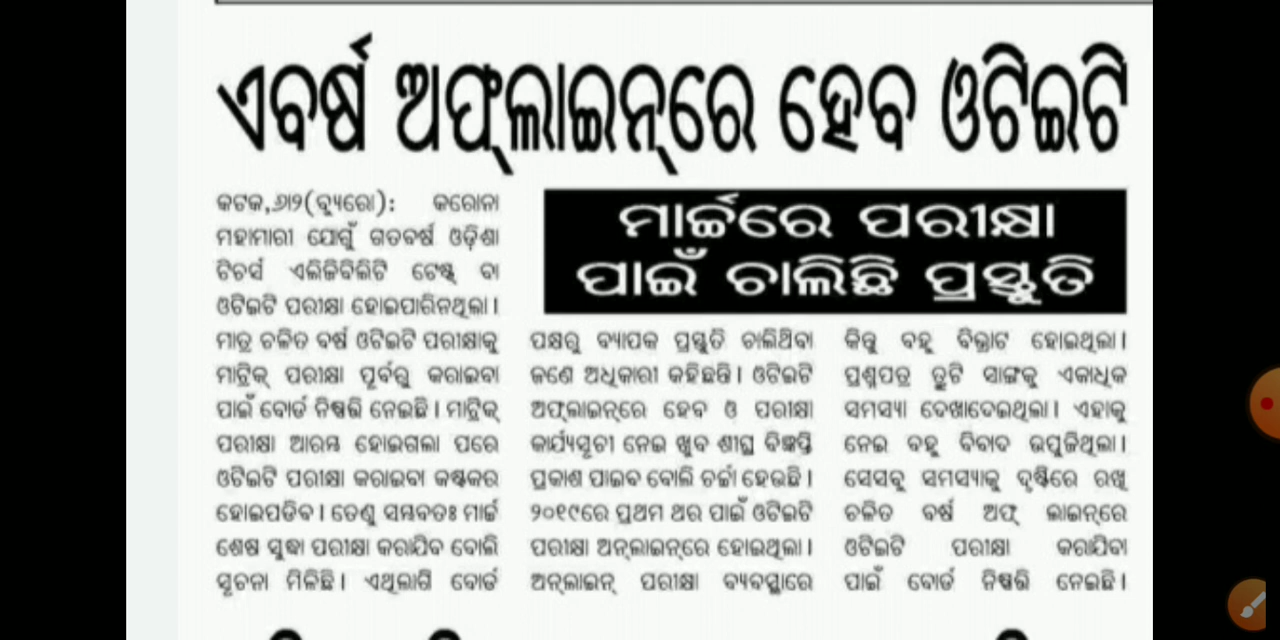 ଏବର୍ଷ ଅଫ୍‌ଲାଇନ୍‌ରେ ହେବ ଓଟିଇଟି
ମାର୍ଚ୍ଚରେ ପରୀକ୍ଷା
ପାଇଁ ଚାଲିଛି ପ୍ରସ୍ତୁତି
କଟକ,୬ା୨(ବ୍ୟୁରୋ): କରୋନା
ମହାମାରୀ ଯୋଗୁଁ ଗତବର୍ଷ ଓଡ଼ିଶା
ଟିଚର୍ସ ଏଲିଜିବିଲିଟି ଟେଷ୍ଟ ବା
ଓଟିଇଟି ପରୀକ୍ଷା ହୋଇପାରିନଥିଲା ।
ମାତ୍ର ଚଳିତ ବର୍ଷ ଓଟିଇଟି ପରୀକ୍ଷାକୁ
ମାଟ୍ରିକ୍ ପରୀକ୍ଷା ପୂର୍ବରୁ କରାଇବା
ପାଇଁ ବୋର୍ଡ ନିଷ୍ପତ୍ତି ନେଇଛି । ମାଟ୍ରିକ୍
ପରୀକ୍ଷା ଆରମ୍ଭ ହୋଇଗଲା ପରେ
ଓଟିଇଟି ପରୀକ୍ଷା କରାଇବା କଷ୍ଟକର
ହୋଇପଡିବ । ତେଣୁ ସମ୍ଭବତଃ ମାର୍ଚ୍ଚ
ଶେଷ ସୁଦ୍ଧା ପରୀକ୍ଷା କରାଯିବ ବୋଲି
ସୂଚନା ମିଳିଛି । ଏଥିଲାଗି ବୋର୍ଡ
ପକ୍ଷରୁ ବ୍ୟାପକ ପ୍ରସ୍ତୁତି ଚାଲିଥିବା
ଜଣେ ଅଧିକାରୀ କହିଛନ୍ତି । ଓଟିଇଟି
ଅଫ୍‌ଲାଇନ୍‌ରେ ହେବ ଓ ପରୀକ୍ଷା
କାର୍ଯ୍ୟସୂଚୀ ନେଇ ଖୁବ ଶୀଘ୍ର ବିଜ୍ଞପ୍ତି
ପ୍ରକାଶ ପାଇବ ବୋଲି ଚର୍ଚ୍ଚା ହେଉଛି ।
୨୦୧୯ରେ ପ୍ରଥମ ଥର ପାଇଁ ଓଟିଇଟି
ପରୀକ୍ଷା ଅନ୍‌ଲାଇନ୍‌ରେ ହୋଇଥିଲା ।
ଅନ୍‌ଲାଇନ୍ ପରୀକ୍ଷା ବ୍ୟବସ୍ଥାରେ
କିନ୍ତୁ ବହୁ ବିଭ୍ରାଟ ହୋଇଥିଲା ।
ପ୍ରଶ୍ନପତ୍ର ତ୍ରୁଟି ସାଙ୍ଗକୁ ଏକାଧିକ
ସମସ୍ୟା ଦେଖାଦେଇଥିଲା । ଏହାକୁ
ନେଇ ବହୁ ବିବାଦ ଉପୁଜିଥିଲା ।
ସେସବୁ ସମସ୍ୟାକୁ ଦୃଷ୍ଟିରେ ରଖି
ଚଳିତ ବର୍ଷ ଅଫ୍ ଲାଇନ୍‌ରେ
ଓଟିଇଟି ପରୀକ୍ଷା କରାଯିବା
ପାଇଁ ବୋର୍ଡ ନିଷ୍ପତ୍ତି ନେଇଛି ।